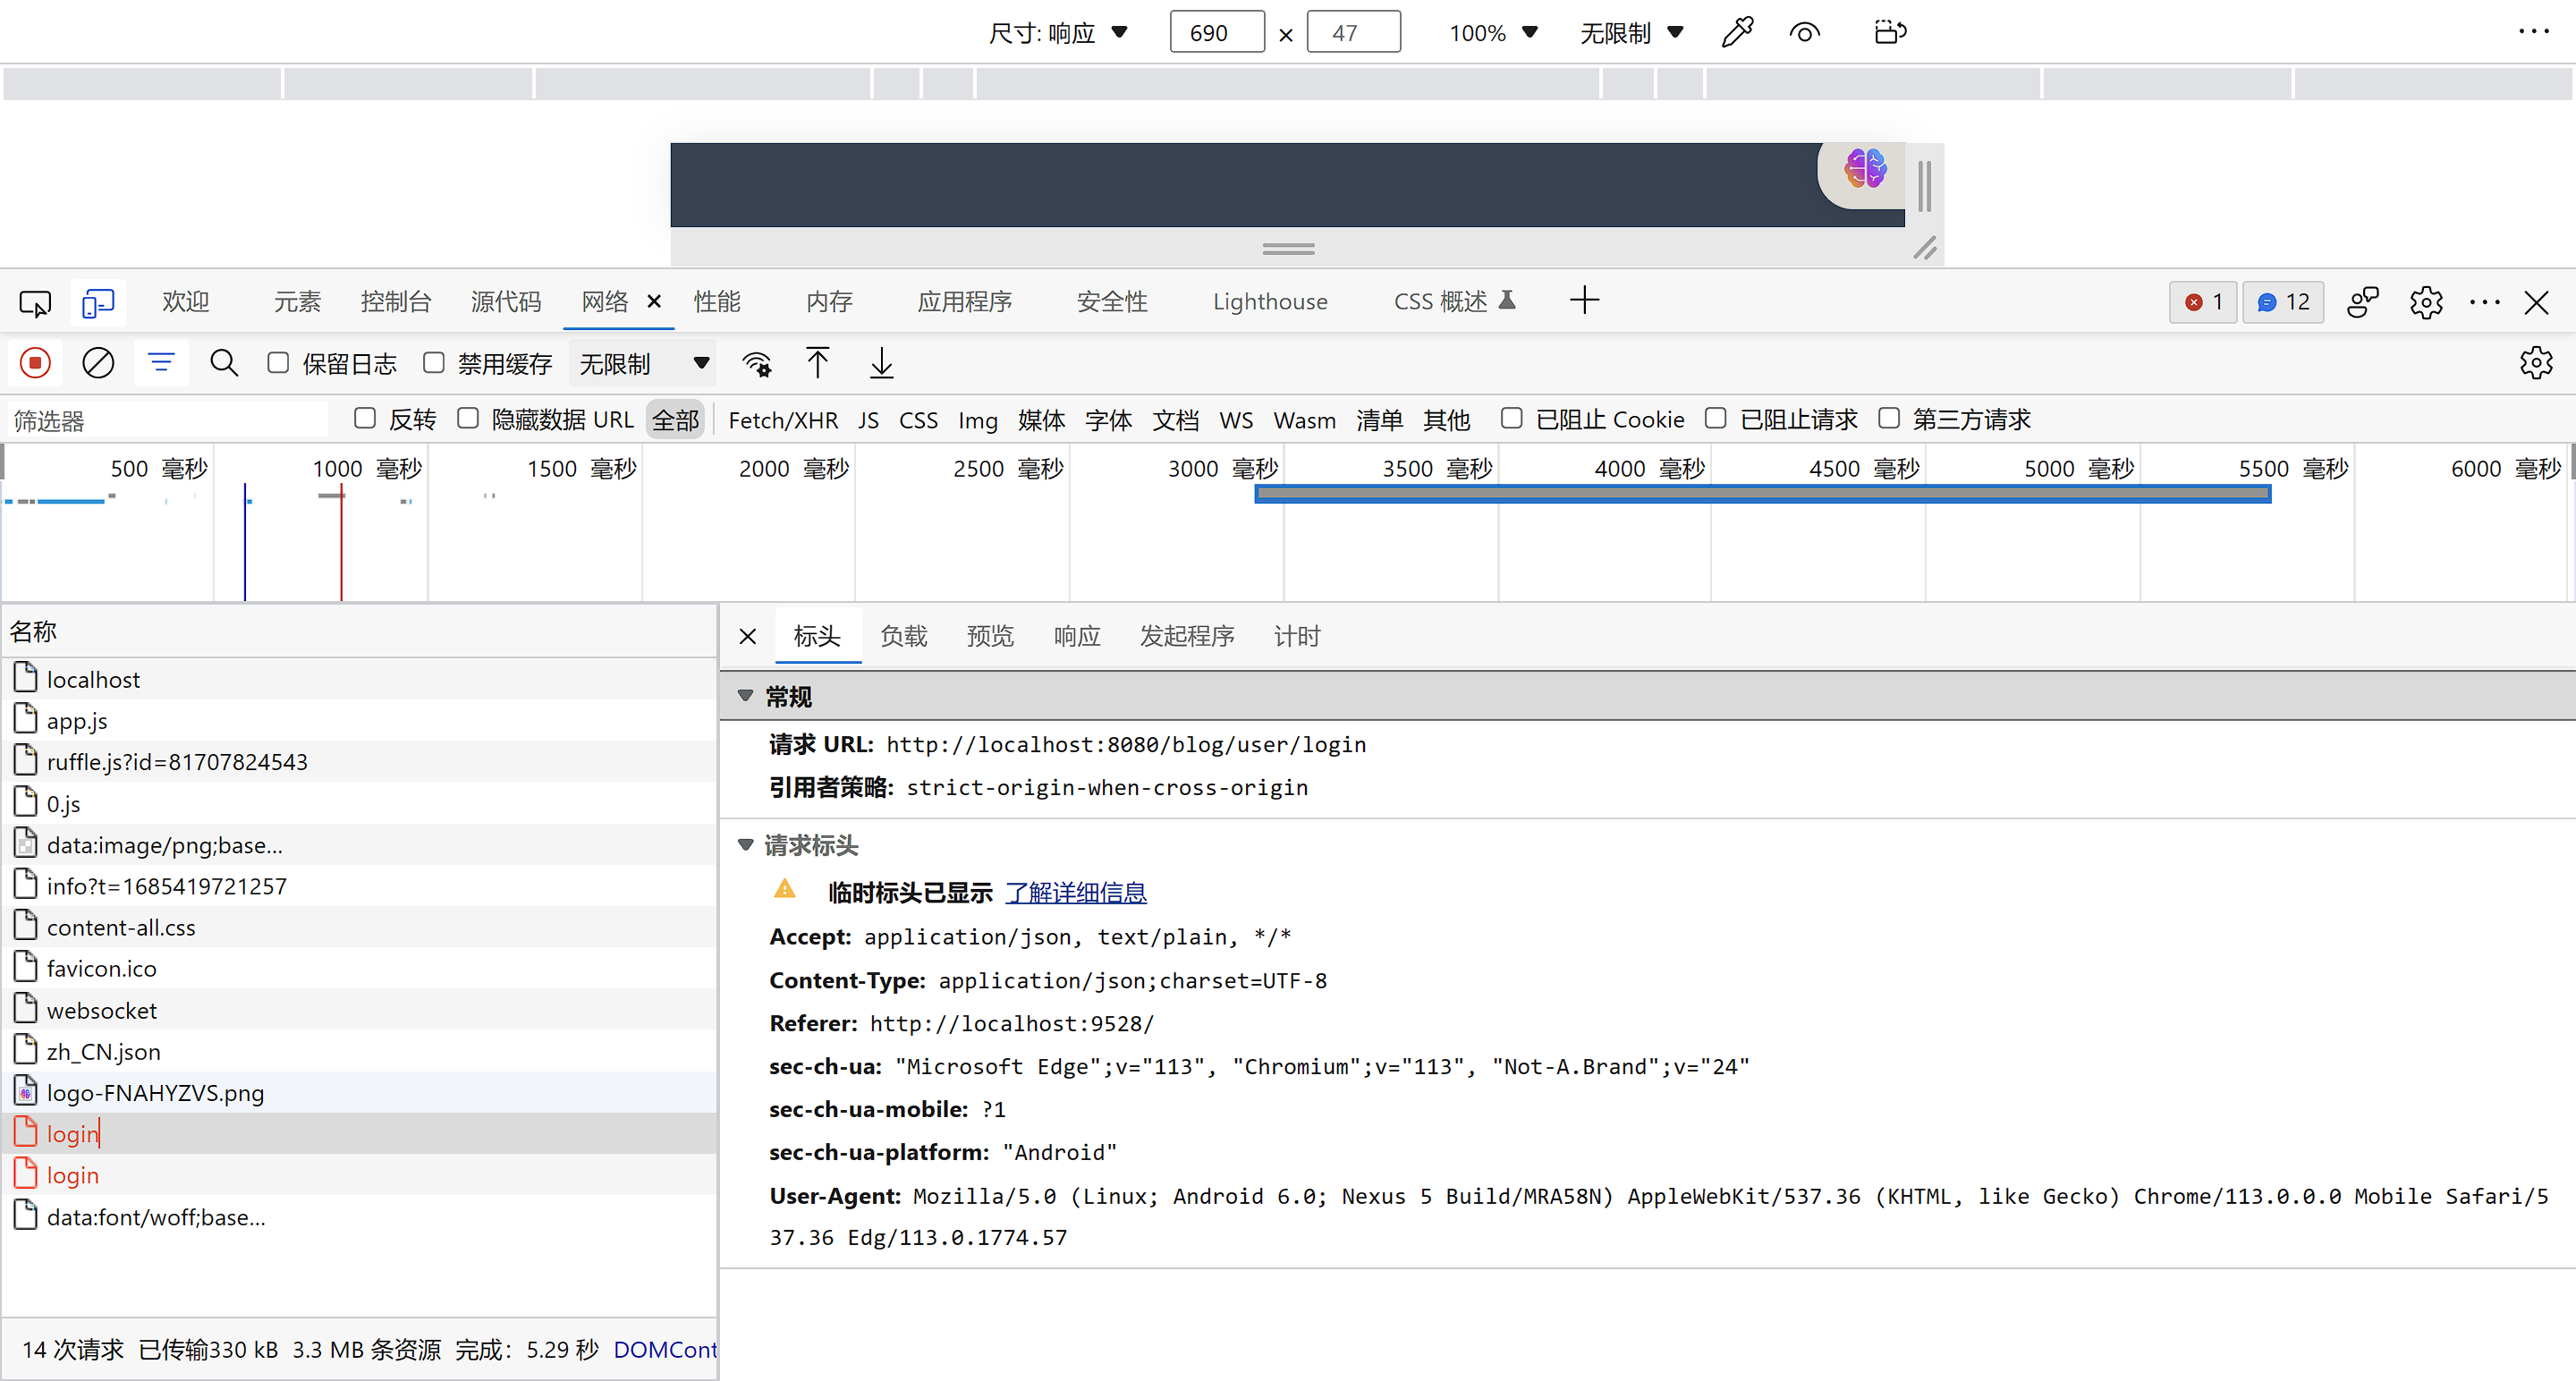 尺寸: 响应 690 × 47 100% 无限制
欢迎 元素 控制台 源代码 网络 性能 内存 应用程序 安全性 Lighthouse CSS 概述 1 12
保留日志 禁用缓存 无限制
筛选器 反转 隐藏数据 URL 全部 Fetch/XHR JS CSS Img 媒体 字体 文档 WS Wasm 清单 其他 已阻止 Cookie 已阻止请求 第三方请求
500 毫秒 1000 毫秒 1500 毫秒 2000 毫秒 2500 毫秒 3000 毫秒 3500 毫秒 4000 毫秒 4500 毫秒 5000 毫秒 5500 毫秒 6000 毫秒
名称
localhost
app.js
ruffle.js?id=81707824543
0.js
data:image/png;base...
info?t=1685419721257
content-all.css
favicon.ico
websocket
zh_CN.json
logo-FNAHYZVS.png
login
login
data:font/woff;base...
14 次请求 已传输330 kB 3.3 MB 条资源 完成：5.29 秒 DOMCont
标头 负载 预览 响应 发起程序 计时
常规
请求 URL: http://localhost:8080/blog/user/login
引用者策略: strict-origin-when-cross-origin
请求标头
临时标头已显示 了解详细信息
Accept: application/json, text/plain, */*
Content-Type: application/json;charset=UTF-8
Referer: http://localhost:9528/
sec-ch-ua: "Microsoft Edge";v="113", "Chromium";v="113", "Not-A.Brand";v="24"
sec-ch-ua-mobile: ?1
sec-ch-ua-platform: "Android"
User-Agent: Mozilla/5.0 (Linux; Android 6.0; Nexus 5 Build/MRA58N) AppleWebKit/537.36 (KHTML, like Gecko) Chrome/113.0.0.0 Mobile Safari/5
37.36 Edg/113.0.1774.57